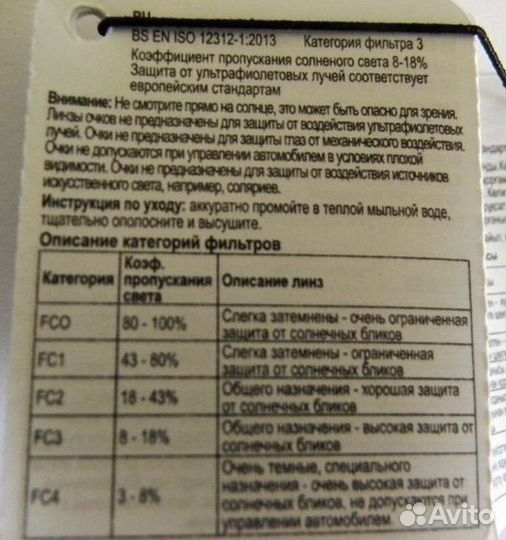 RU
BS EN ISO 12312-1:2013 Категория фильтра 3
Коэффициент пропускания солненого света 8-18%
Защита от ультрафиолетовых лучей соответствует
европейским стандартам
Внимание: Не смотрите прямо на солнце, это может быть опасно для зрения.
Линзы очков не предназначены для защиты от воздействия ультрафиолетовых
лучей. Очки не предназначены для защиты глаз от механического воздействия.
Очки не допускаются при управлении автомобилем в условиях плохой
видимости. Очки не предназначены для защиты от воздействия источников
искусственного света, например, соляриев.
Инструкция по уходу: аккуратно промойте в теплой мыльной воде,
тщательно ополосните и высушите.
Описание категорий фильтров
Категория Коэф. пропускания света Описание линз
FC0 80 - 100% Слегка затемнены - очень ограниченная
защита от солнечных бликов
FC1 43 - 80% Слегка затемнены - ограниченная
защита от солнечных бликов
FC2 18 - 43% Общего назначения - хорошая защита
от солнечных бликов
FC3 8 - 18% Общего назначения - высокая защита от
солнечных бликов
FC4 3 - 8% Очень темные, специального
назначения - очень высокая защита от
солнечных бликов, не допускаются при
управлении автомобилем.
Avito